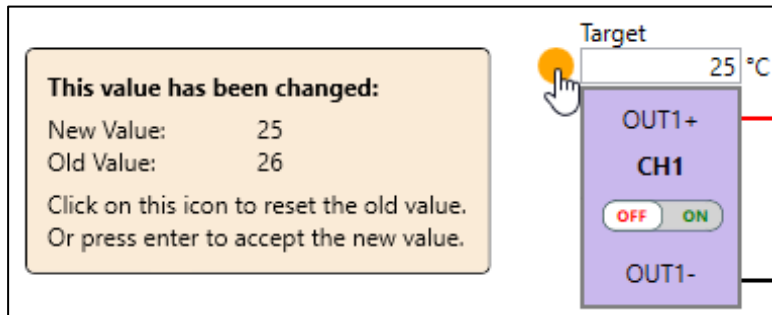 This value has been changed:
New Value: 25
Old Value: 26
Click on this icon to reset the old value.
Or press enter to accept the new value.
Target
25 °C
OUT1+
CH1
OFF ON
OUT1-